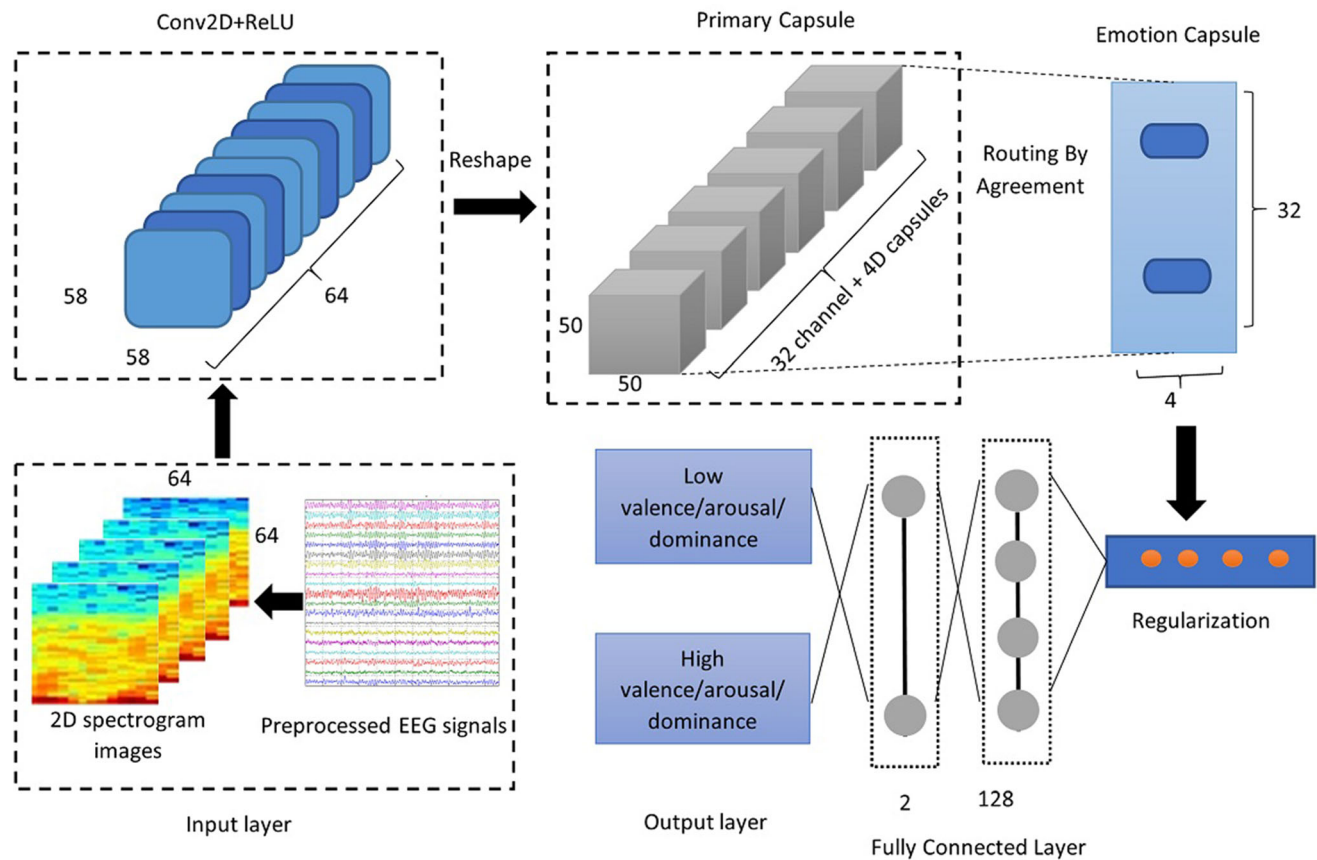 Conv2D+ReLU
Primary Capsule
Emotion Capsule
58
58
64
Reshape
50
50
32 channel + 4D capsules
Routing By
Agreement
32
4
64
64
2D spectrogram
images
Preprocessed EEG signals
Input layer
Low
valence/arousal/
dominance
High
valence/arousal/
dominance
Output layer
2
128
Fully Connected Layer
Regularization